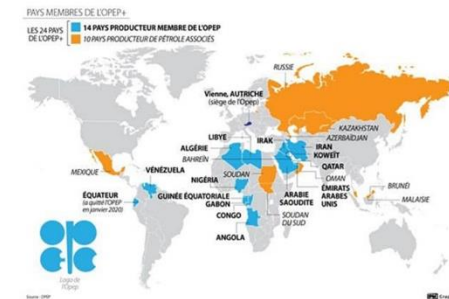 PAYS MEMBRES DE L'OPEP+
LES 24 PAYS
DE L'OPEP+
14 PAYS PRODUCTEUR MEMBRE DE L'OPEP
10 PAYS PRODUCTEUR DE PÉTROLE ASSOCIÉS
RUSSIE
Vienne, AUTRICHE
(siège de l'Opep)
KAZAKHSTAN
AZERBAÏDJAN
LIBYE
IRAK
IRAN
ALGÉRIE
KOWEÏT
BAHREÏN
QATAR
MEXIQUE
VÉNÉZUELA
SOUDAN
OMAN
BRUNÉI
NIGÉRIA
ÉMIRATS
ARABES
UNIS
MALAISIE
ÉQUATEUR
(a quitté l'OPEP
en janvier 2020)
GUINÉE ÉQUATORIALE
ARABIE
SAOUDITE
GABON
CONGO
SOUDAN
DU SUD
ANGOLA
Logo de
l'Opep
Source : OPEP